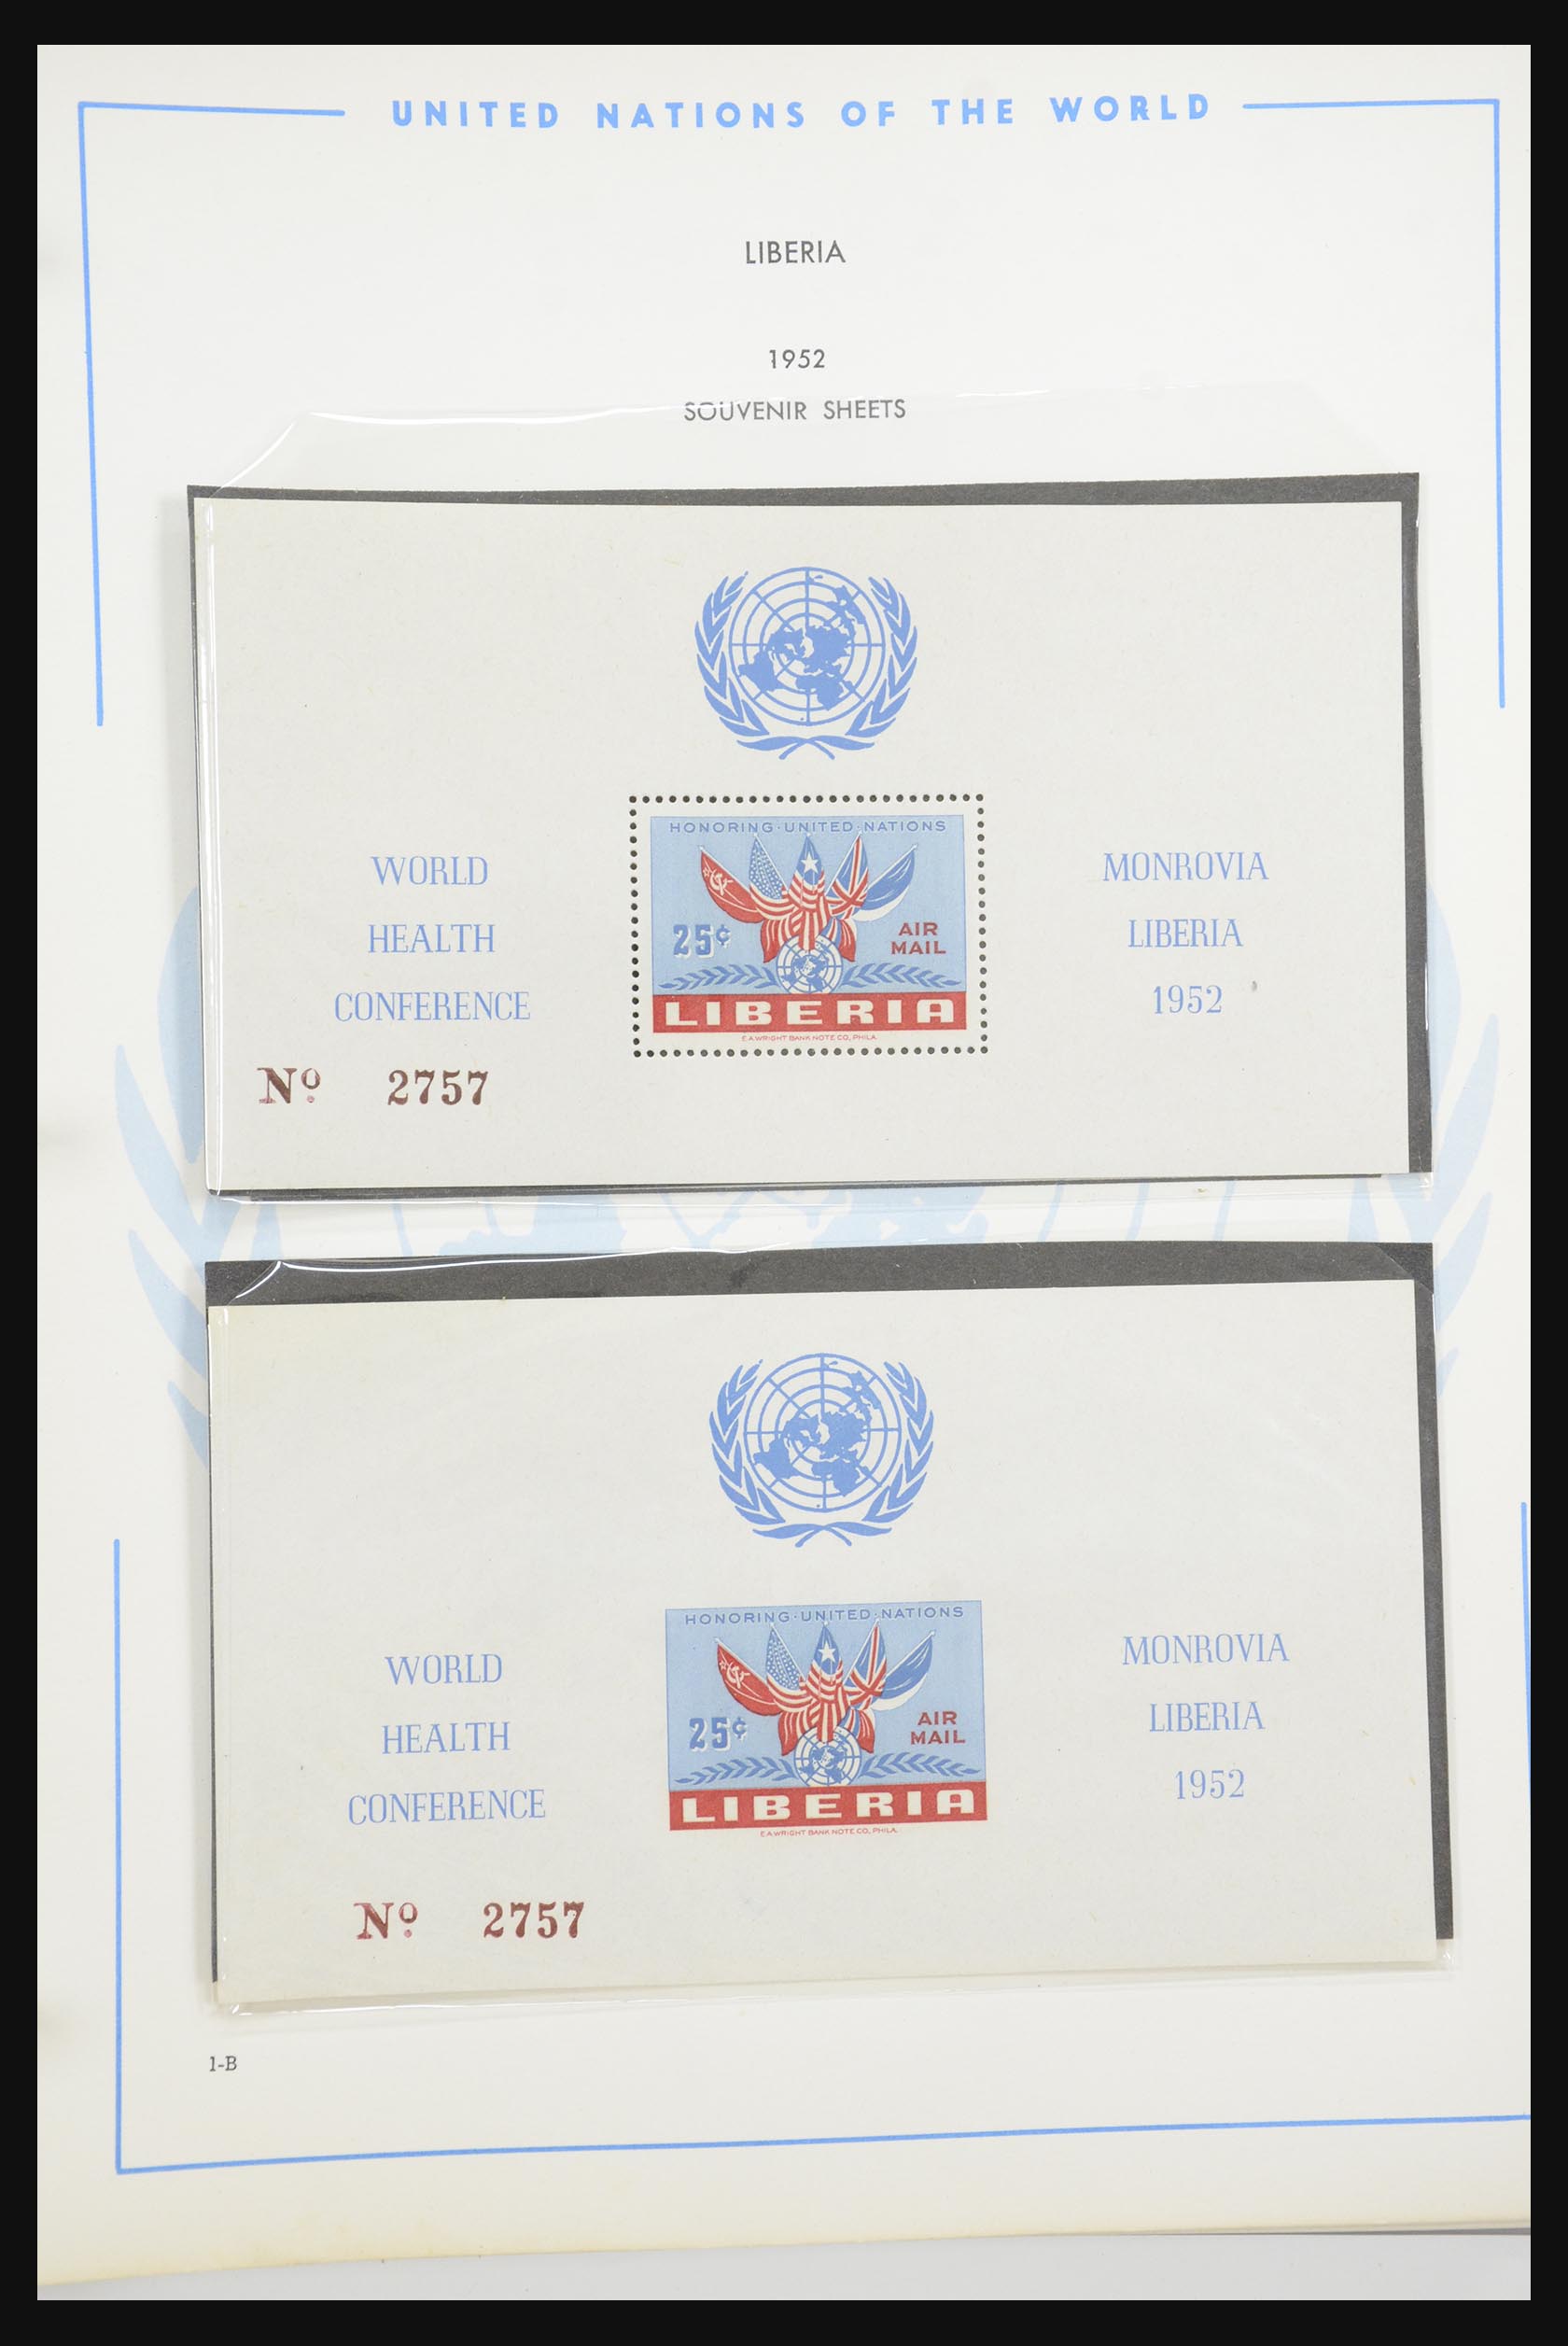 UNITED NATIONS OF THE WORLD
LIBERIA
1952
SOUVENIR SHEETS
HONORING·UNITED·NATIONS
25¢
AIR
MAIL
LIBERIA
E.A.WRIGHT BANK NOTE CO., PHILA.
WORLD
HEALTH
CONFERENCE
MONROVIA
LIBERIA
1952
Nº 2757
HONORING·UNITED·NATIONS
25¢
AIR
MAIL
LIBERIA
E.A.WRIGHT BANK NOTE CO., PHILA.
WORLD
HEALTH
CONFERENCE
MONROVIA
LIBERIA
1952
Nº 2757
1-B